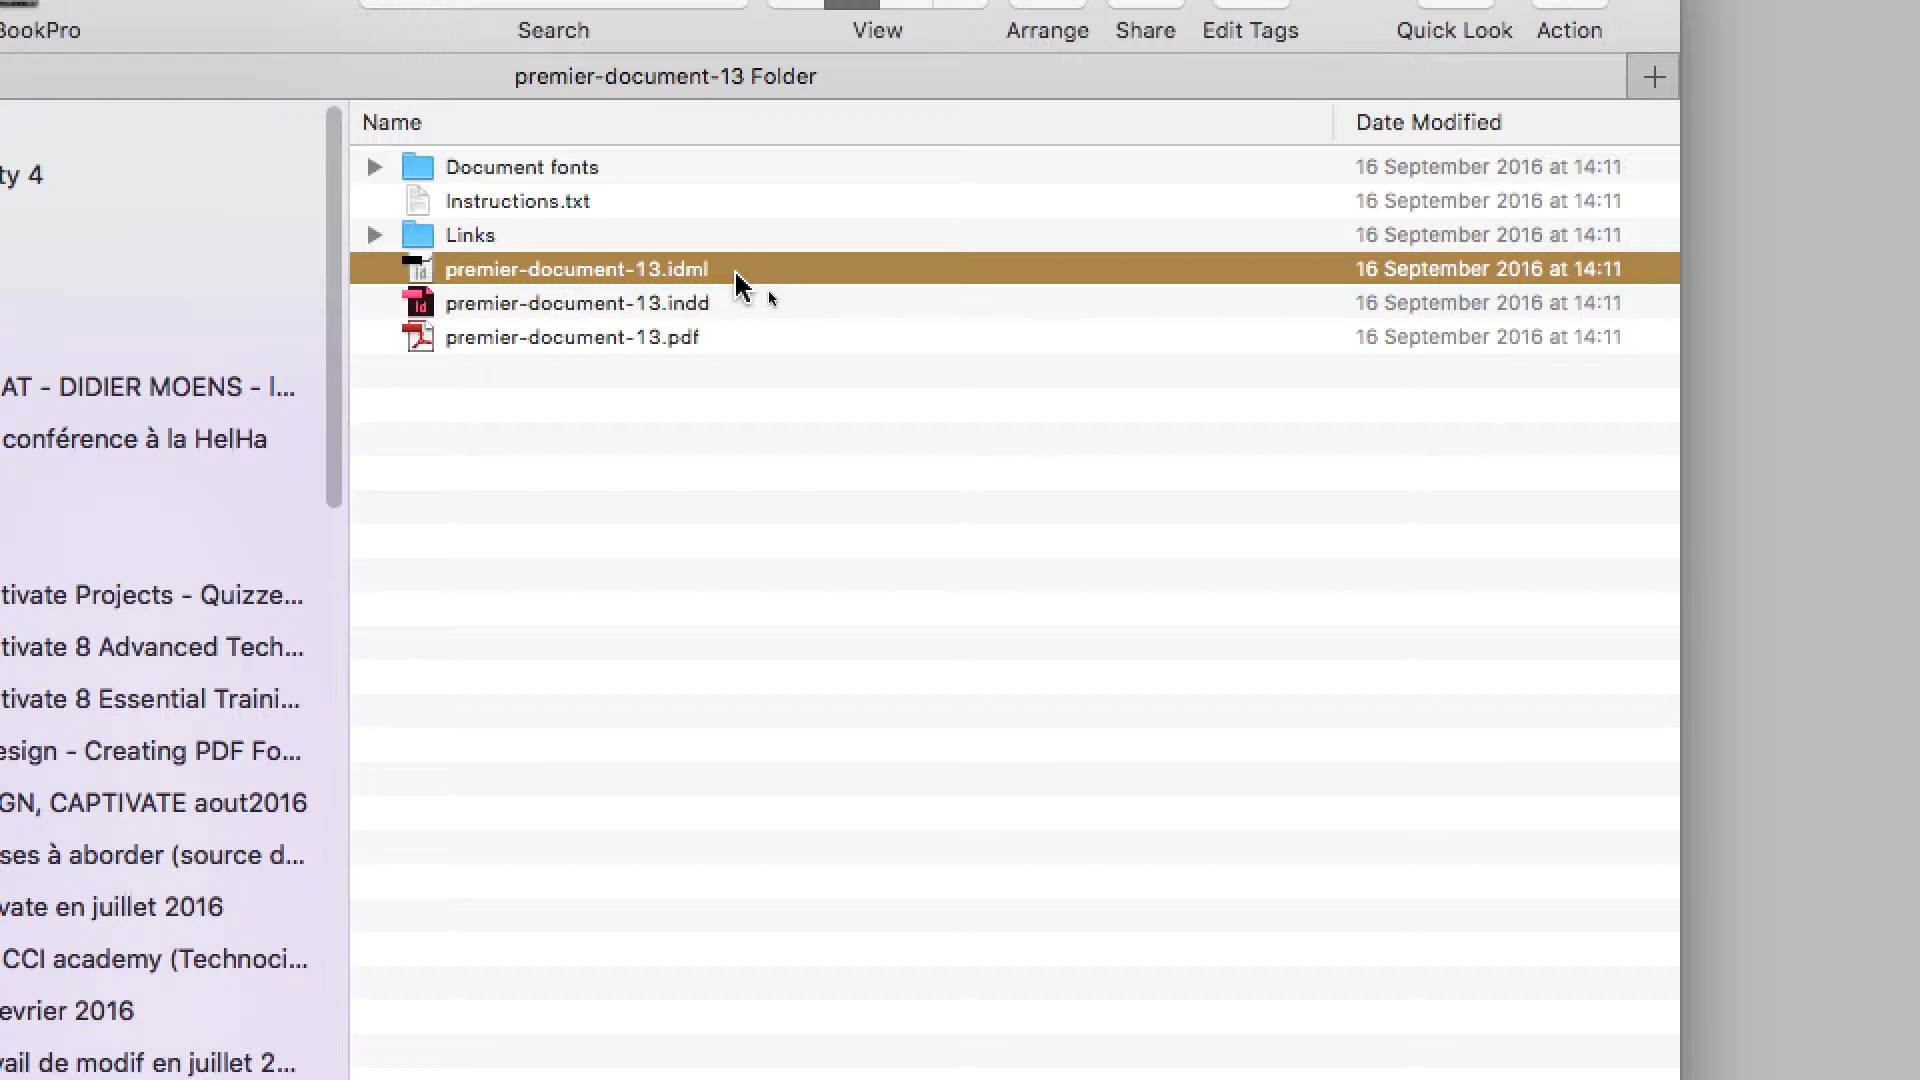 BookPro
Search
View
Arrange
Share
Edit Tags
Quick Look
Action
premier-document-13 Folder
Name
Date Modified
Document fonts
16 September 2016 at 14:11
Instructions.txt
16 September 2016 at 14:11
Links
16 September 2016 at 14:11
premier-document-13.idml
16 September 2016 at 14:11
premier-document-13.indd
16 September 2016 at 14:11
premier-document-13.pdf
16 September 2016 at 14:11
ty 4
AT - DIDIER MOENS - l...
conférence à la HelHa
tivate Projects - Quizze...
tivate 8 Advanced Tech...
tivate 8 Essential Traini...
esign - Creating PDF Fo...
GN, CAPTIVATE aout2016
ses à aborder (source d...
vate en juillet 2016
CCI academy (Technoci...
evrier 2016
vail de modif en juillet 2...